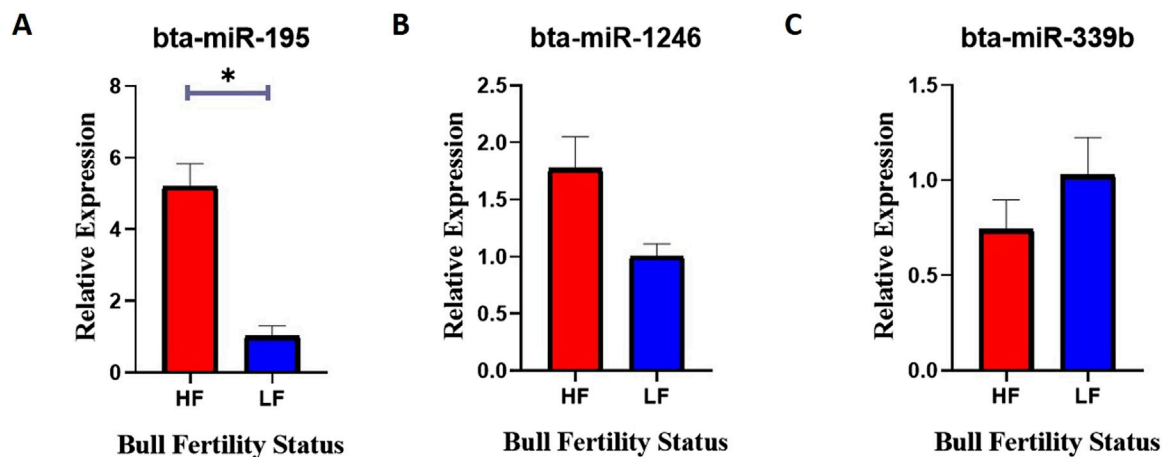 A
bta-miR-195
*
Relative Expression
8
6
4
2
0
HF
LF
Bull Fertility Status
B
bta-miR-1246
Relative Expression
2.5
2.0
1.5
1.0
0.5
0.0
HF
LF
Bull Fertility Status
C
bta-miR-339b
Relative Expression
1.5
1.0
0.5
0.0
HF
LF
Bull Fertility Status